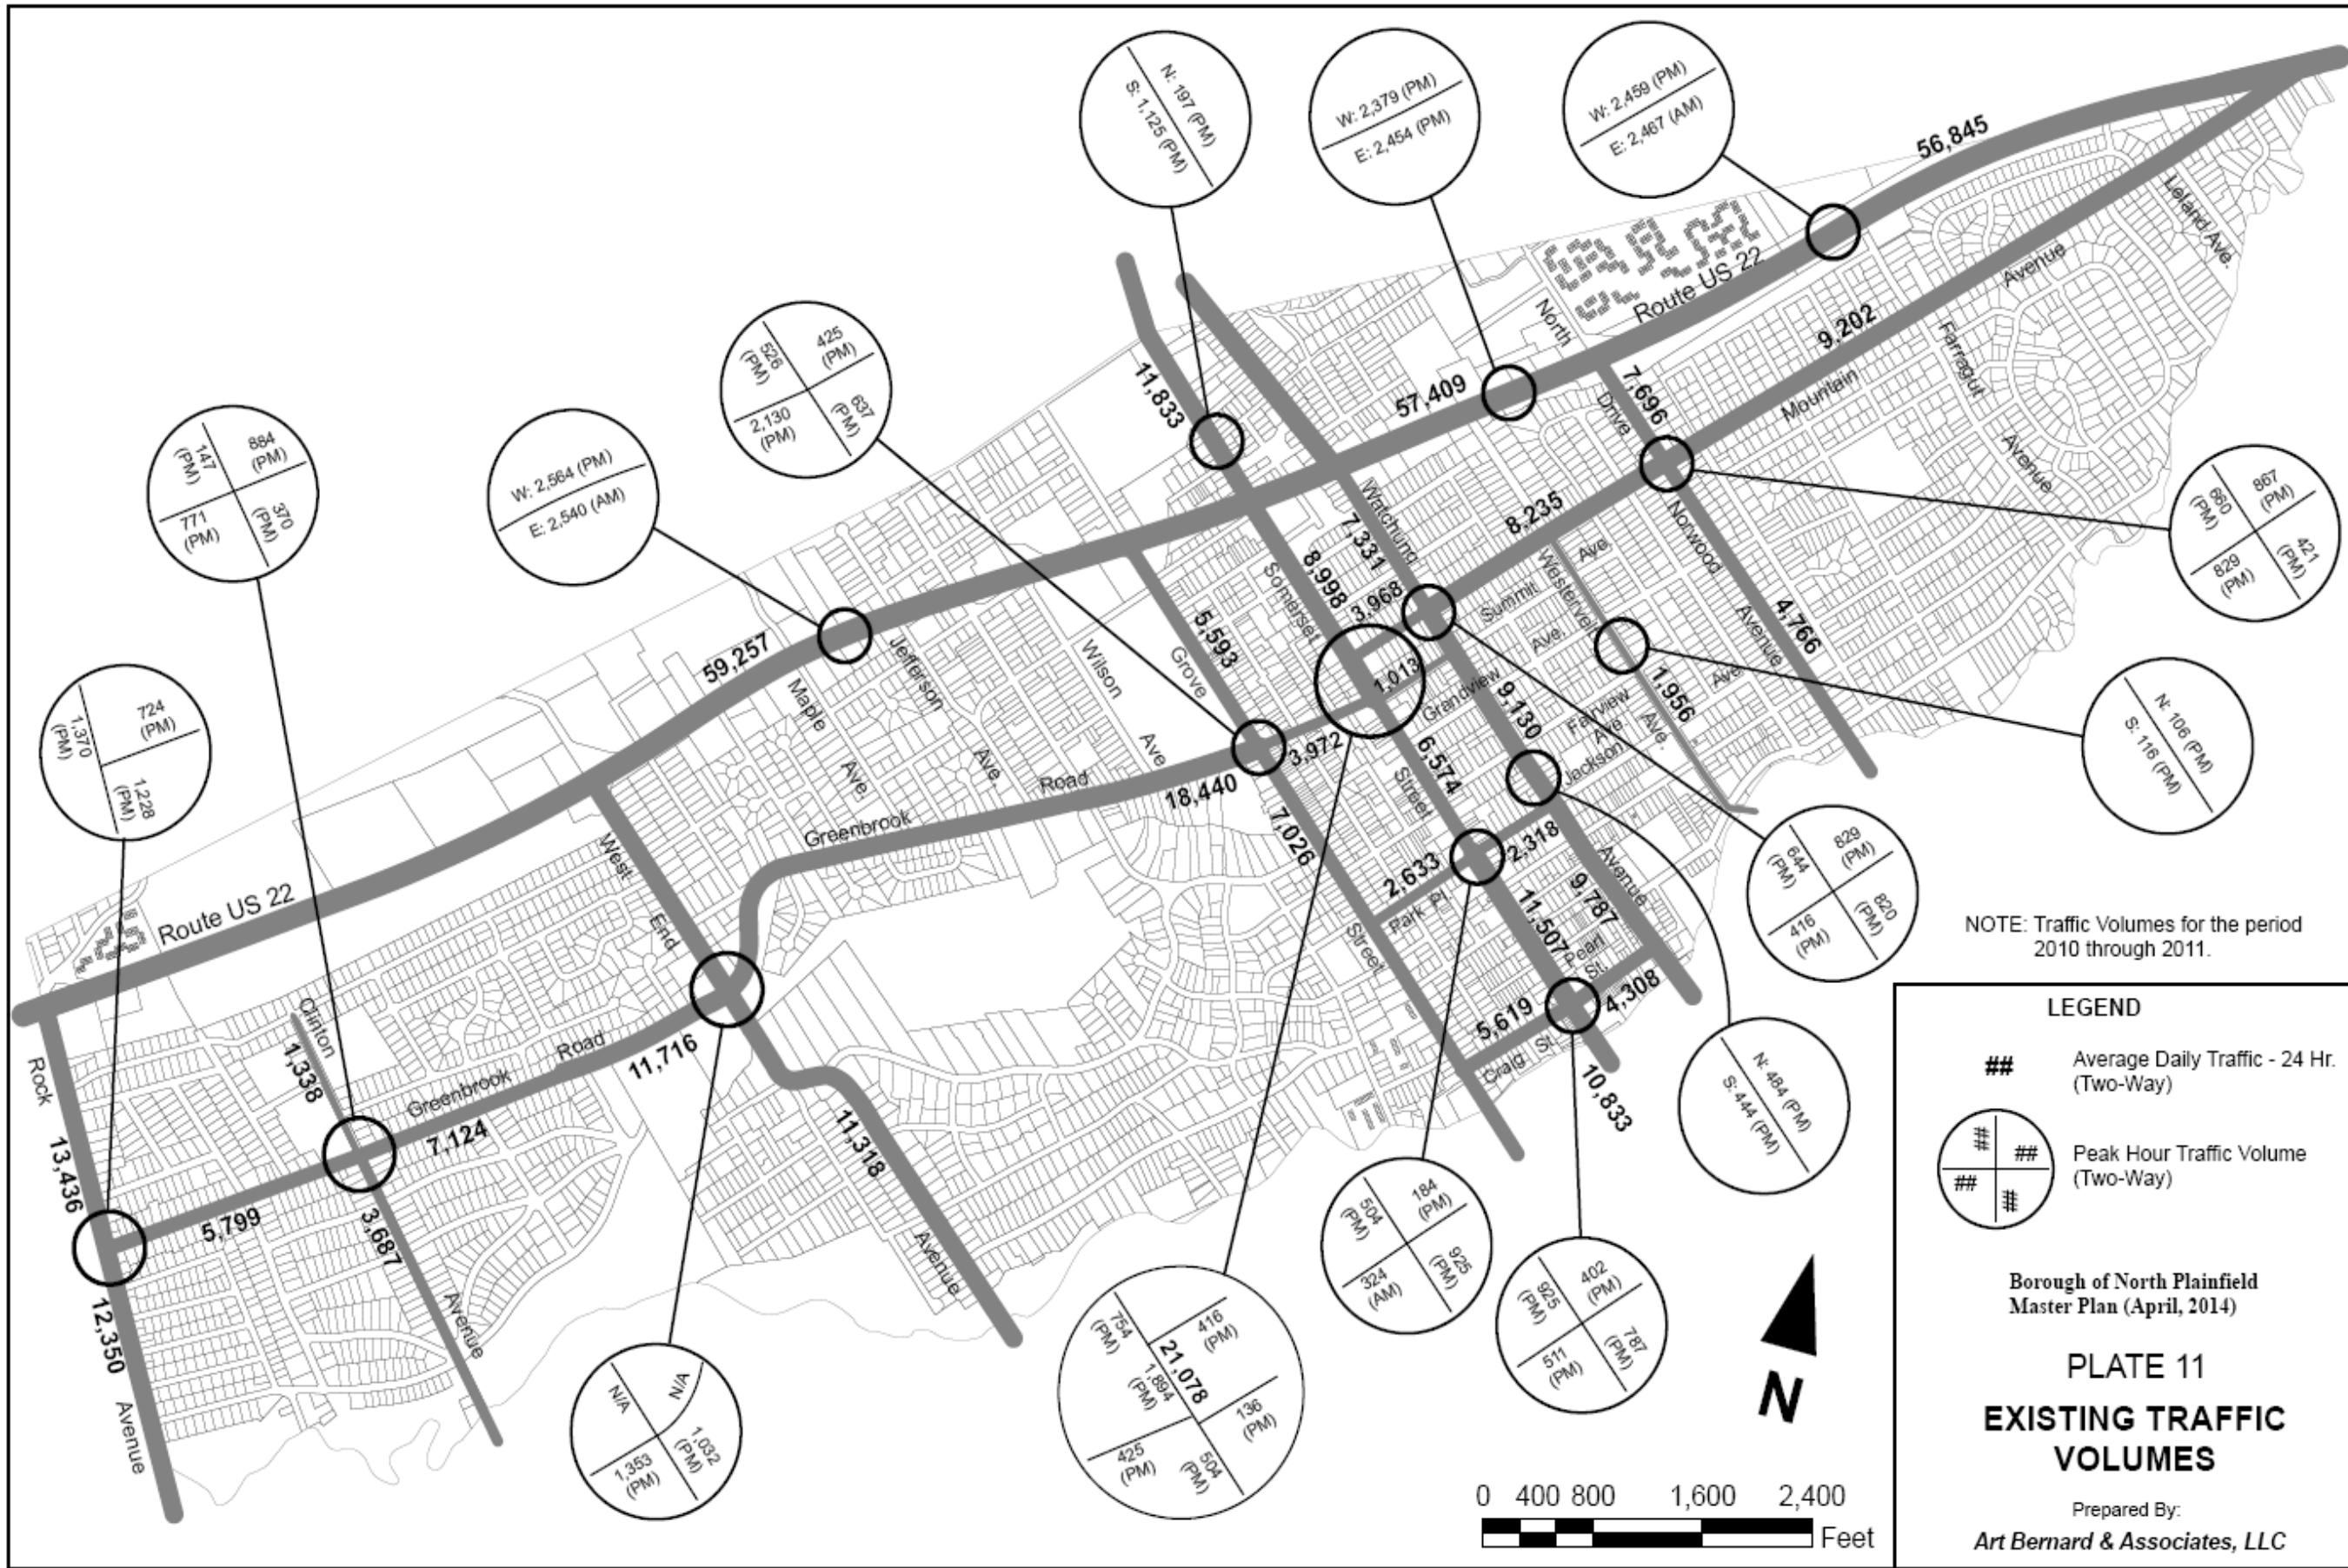 N: 197 (PM)
S: 1,125 (PM)
W: 2,379 (PM)
E: 2,454 (PM)
W: 2,459 (PM)
E: 2,467 (AM)
56,845
Leland Ave.
Route US 22
North
Drive
9,202
Mountain
Avenue
Farragut
Avenue
7,696
57,409
11,833
526
(PM)
425
(PM)
2,130
(PM)
637
(PM)
W: 2,564 (PM)
E: 2,540 (AM)
147
(PM)
884
(PM)
771
(PM)
370
(PM)
660
(PM)
867
(PM)
829
(PM)
421
(PM)
Watchung
7,331
8,235
Norwood
Avenue
4,766
Somerset
8,998
3,968
Summit
Ave.
Westervelt
Ave.
1,956
Ave.
1,013
Grandview
Ave.
9,130
Fairview
Ave.
Jackson
Grove
5,593
59,257
Maple
Ave.
Jefferson
Ave.
Wilson
Ave.
Road
Greenbrook
18,440
3,972
6,574
Street
7,026
2,318
2,633
Park Pl.
Avenue
9,787
11,507
Pearl
St.
4,308
5,619
Craig St.
Street
10,833
N: 106 (PM)
S: 116 (PM)
1,370
(PM)
724
(PM)
1,228
(PM)
644
(PM)
829
(PM)
416
(PM)
820
(PM)
Route US 22
West
End
Avenue
11,318
Clinton
1,338
Greenbrook
Road
11,716
7,124
Rock
13,436
5,799
3,687
Avenue
12,350
Avenue
N/A
N/A
1,353
(PM)
1,032
(PM)
754
(PM)
416
(PM)
21,078
1,894
(PM)
136
(PM)
425
(PM)
504
(PM)
504
(PM)
184
(PM)
324
(AM)
925
(PM)
925
(PM)
402
(PM)
511
(PM)
787
(PM)
N: 484 (PM)
S: 444 (PM)
NOTE: Traffic Volumes for the period
2010 through 2011.
LEGEND
## Average Daily Traffic - 24 Hr.
(Two-Way)
##
##
##
##
Peak Hour Traffic Volume
(Two-Way)
Borough of North Plainfield
Master Plan (April, 2014)
PLATE 11
EXISTING TRAFFIC
VOLUMES
Prepared By:
Art Bernard & Associates, LLC
N
0 400 800 1,600 2,400
Feet